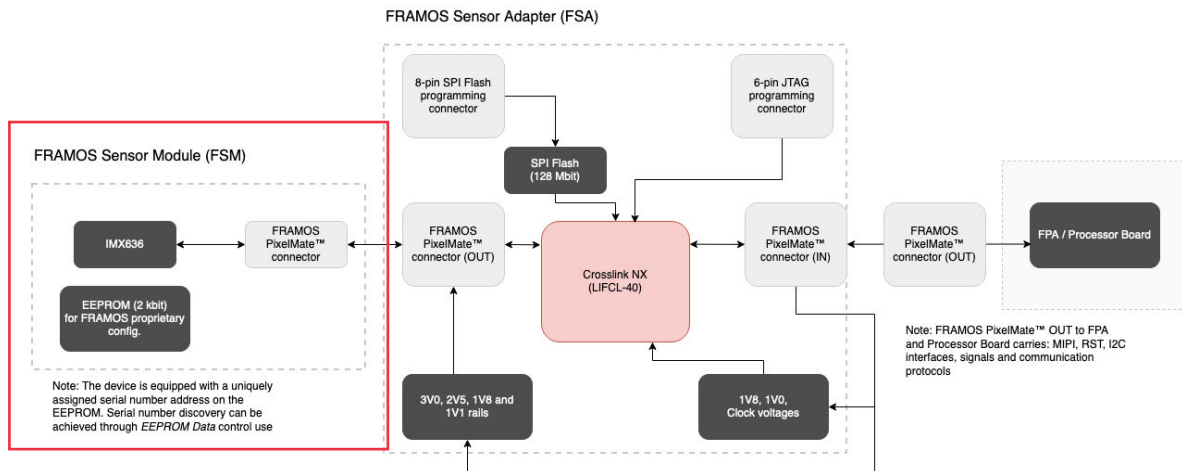 FRAMOS Sensor Adapter (FSA)
8-pin SPI Flash
programming
connector
6-pin JTAG
programming
connector
FRAMOS Sensor Module (FSM)
SPI Flash
(128 Mbit)
IMX636
FRAMOS
PixelMate™
connector
FRAMOS
PixelMate™
connector (OUT)
Crosslink NX
(LIFCL-40)
FRAMOS
PixelMate™
connector (IN)
FRAMOS
PixelMate™
connector (OUT)
FPA / Processor Board
EEPROM (2 kbit)
for FRAMOS proprietary
config.
Note: FRAMOS PixelMate™ OUT to FPA
and Processor Board carries: MIPI, RST, I2C
interfaces, signals and communication
protocols
Note: The device is equipped with a uniquely
assigned serial number address on the
EEPROM. Serial number discovery can be
achieved through EEPROM Data control use
3V0, 2V5, 1V8 and
1V1 rails
1V8, 1V0,
Clock voltages